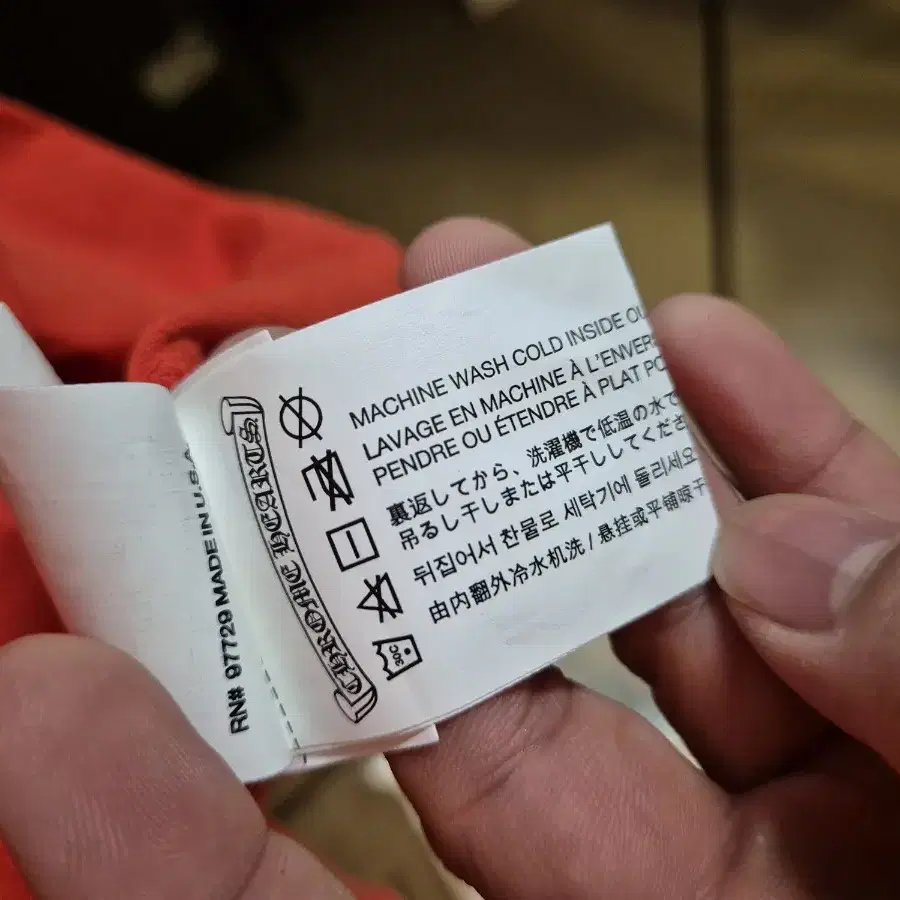 RN# 97729 MADE IN U.S.A
CHROME HEARTS
30C
MACHINE WASH COLD INSIDE
LAVAGE EN MACHINE À L'ENVER
PENDRE OU ÉTENDRE À PLAT
裏返してから、洗濯機で低温の水で
吊るし干しまたは平干ししてくださ
뒤집어서 찬물로 세탁기에 돌리세요
由内翻外冷水机洗 / 悬挂或平铺晾干